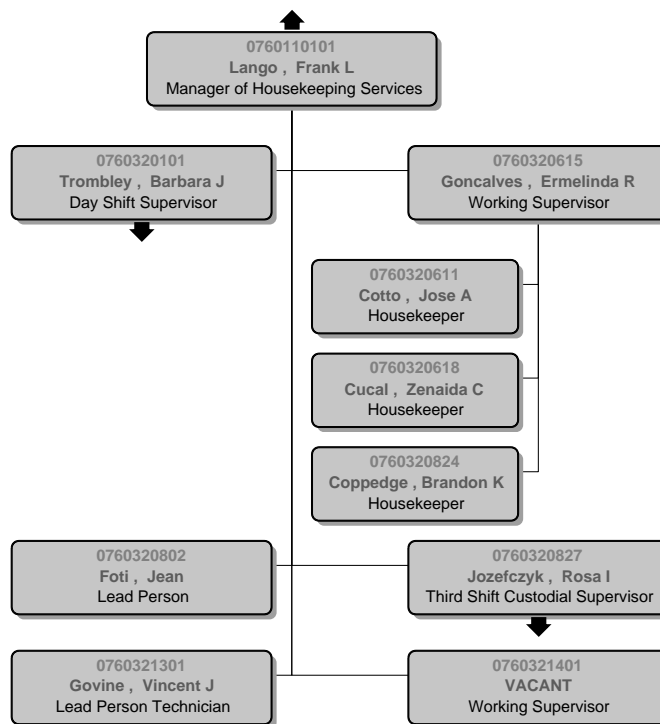 0760110101
Lango , Frank L
Manager of Housekeeping Services
0760320101
Trombley , Barbara J
Day Shift Supervisor
0760320615
Goncalves , Ermelinda R
Working Supervisor
0760320611
Cotto , Jose A
Housekeeper
0760320618
Cucal , Zenaida C
Housekeeper
0760320824
Coppedge , Brandon K
Housekeeper
0760320802
Foti , Jean
Lead Person
0760320827
Jozefczyk , Rosa I
Third Shift Custodial Supervisor
0760321301
Govine , Vincent J
Lead Person Technician
0760321401
VACANT
Working Supervisor